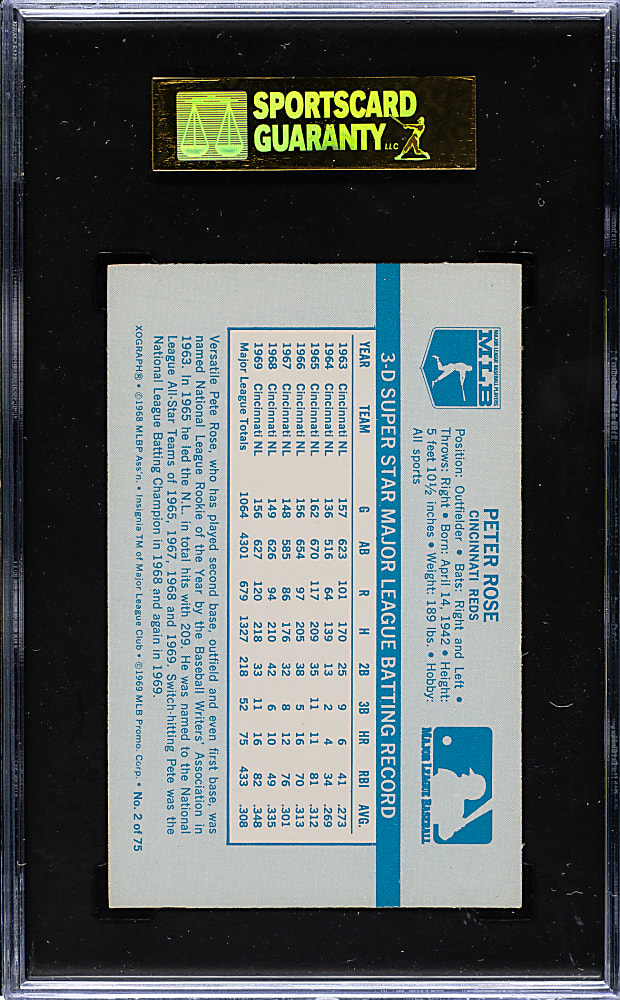 SPORTSCARD
GUARANTY LLC
MAJOR LEAGUE BASEBALL PLAYERS
MLB
PETER ROSE
CINCINNATI REDS
Position: Outfielder • Bats: Right and Left •
Throws: Right • Born: April 14, 1942 • Height:
5 feet 10½ inches • Weight: 189 lbs. • Hobby:
All sports
MAJOR LEAGUE BASEBALL
3-D SUPER STAR MAJOR LEAGUE BATTING RECORD
YEAR TEAM G AB R H 2B 3B HR RBI AVG.
1963 Cincinnati NL 157 623 101 170 25 9 6 41 .273
1964 Cincinnati NL 136 516 64 139 13 2 4 34 .269
1965 Cincinnati NL 162 670 117 209 35 11 11 81 .312
1966 Cincinnati NL 156 654 97 205 38 5 16 70 .313
1967 Cincinnati NL 148 585 86 176 32 8 12 76 .301
1968 Cincinnati NL 149 626 94 210 42 6 10 49 .335
1969 Cincinnati NL 156 627 120 218 33 11 16 82 .348
Major League Totals 1064 4301 679 1327 218 52 75 433 .308
Versatile Pete Rose, who has played second base, outfield and even first base, was
named National League Rookie of the Year by the Baseball Writers' Association in
1963. In 1965 he led the N.L. in total hits with 209. He was named to the National
League All-Star Teams of 1965, 1967, 1968 and 1969. Switch-hitting Pete was the
National League Batting Champion in 1968 and again in 1969.
XOGRAPH® • ©1968 MLBP Ass'n. • Insignia TM of Major League Club • ©1969 MLB Promo. Corp. • No. 2 of 75